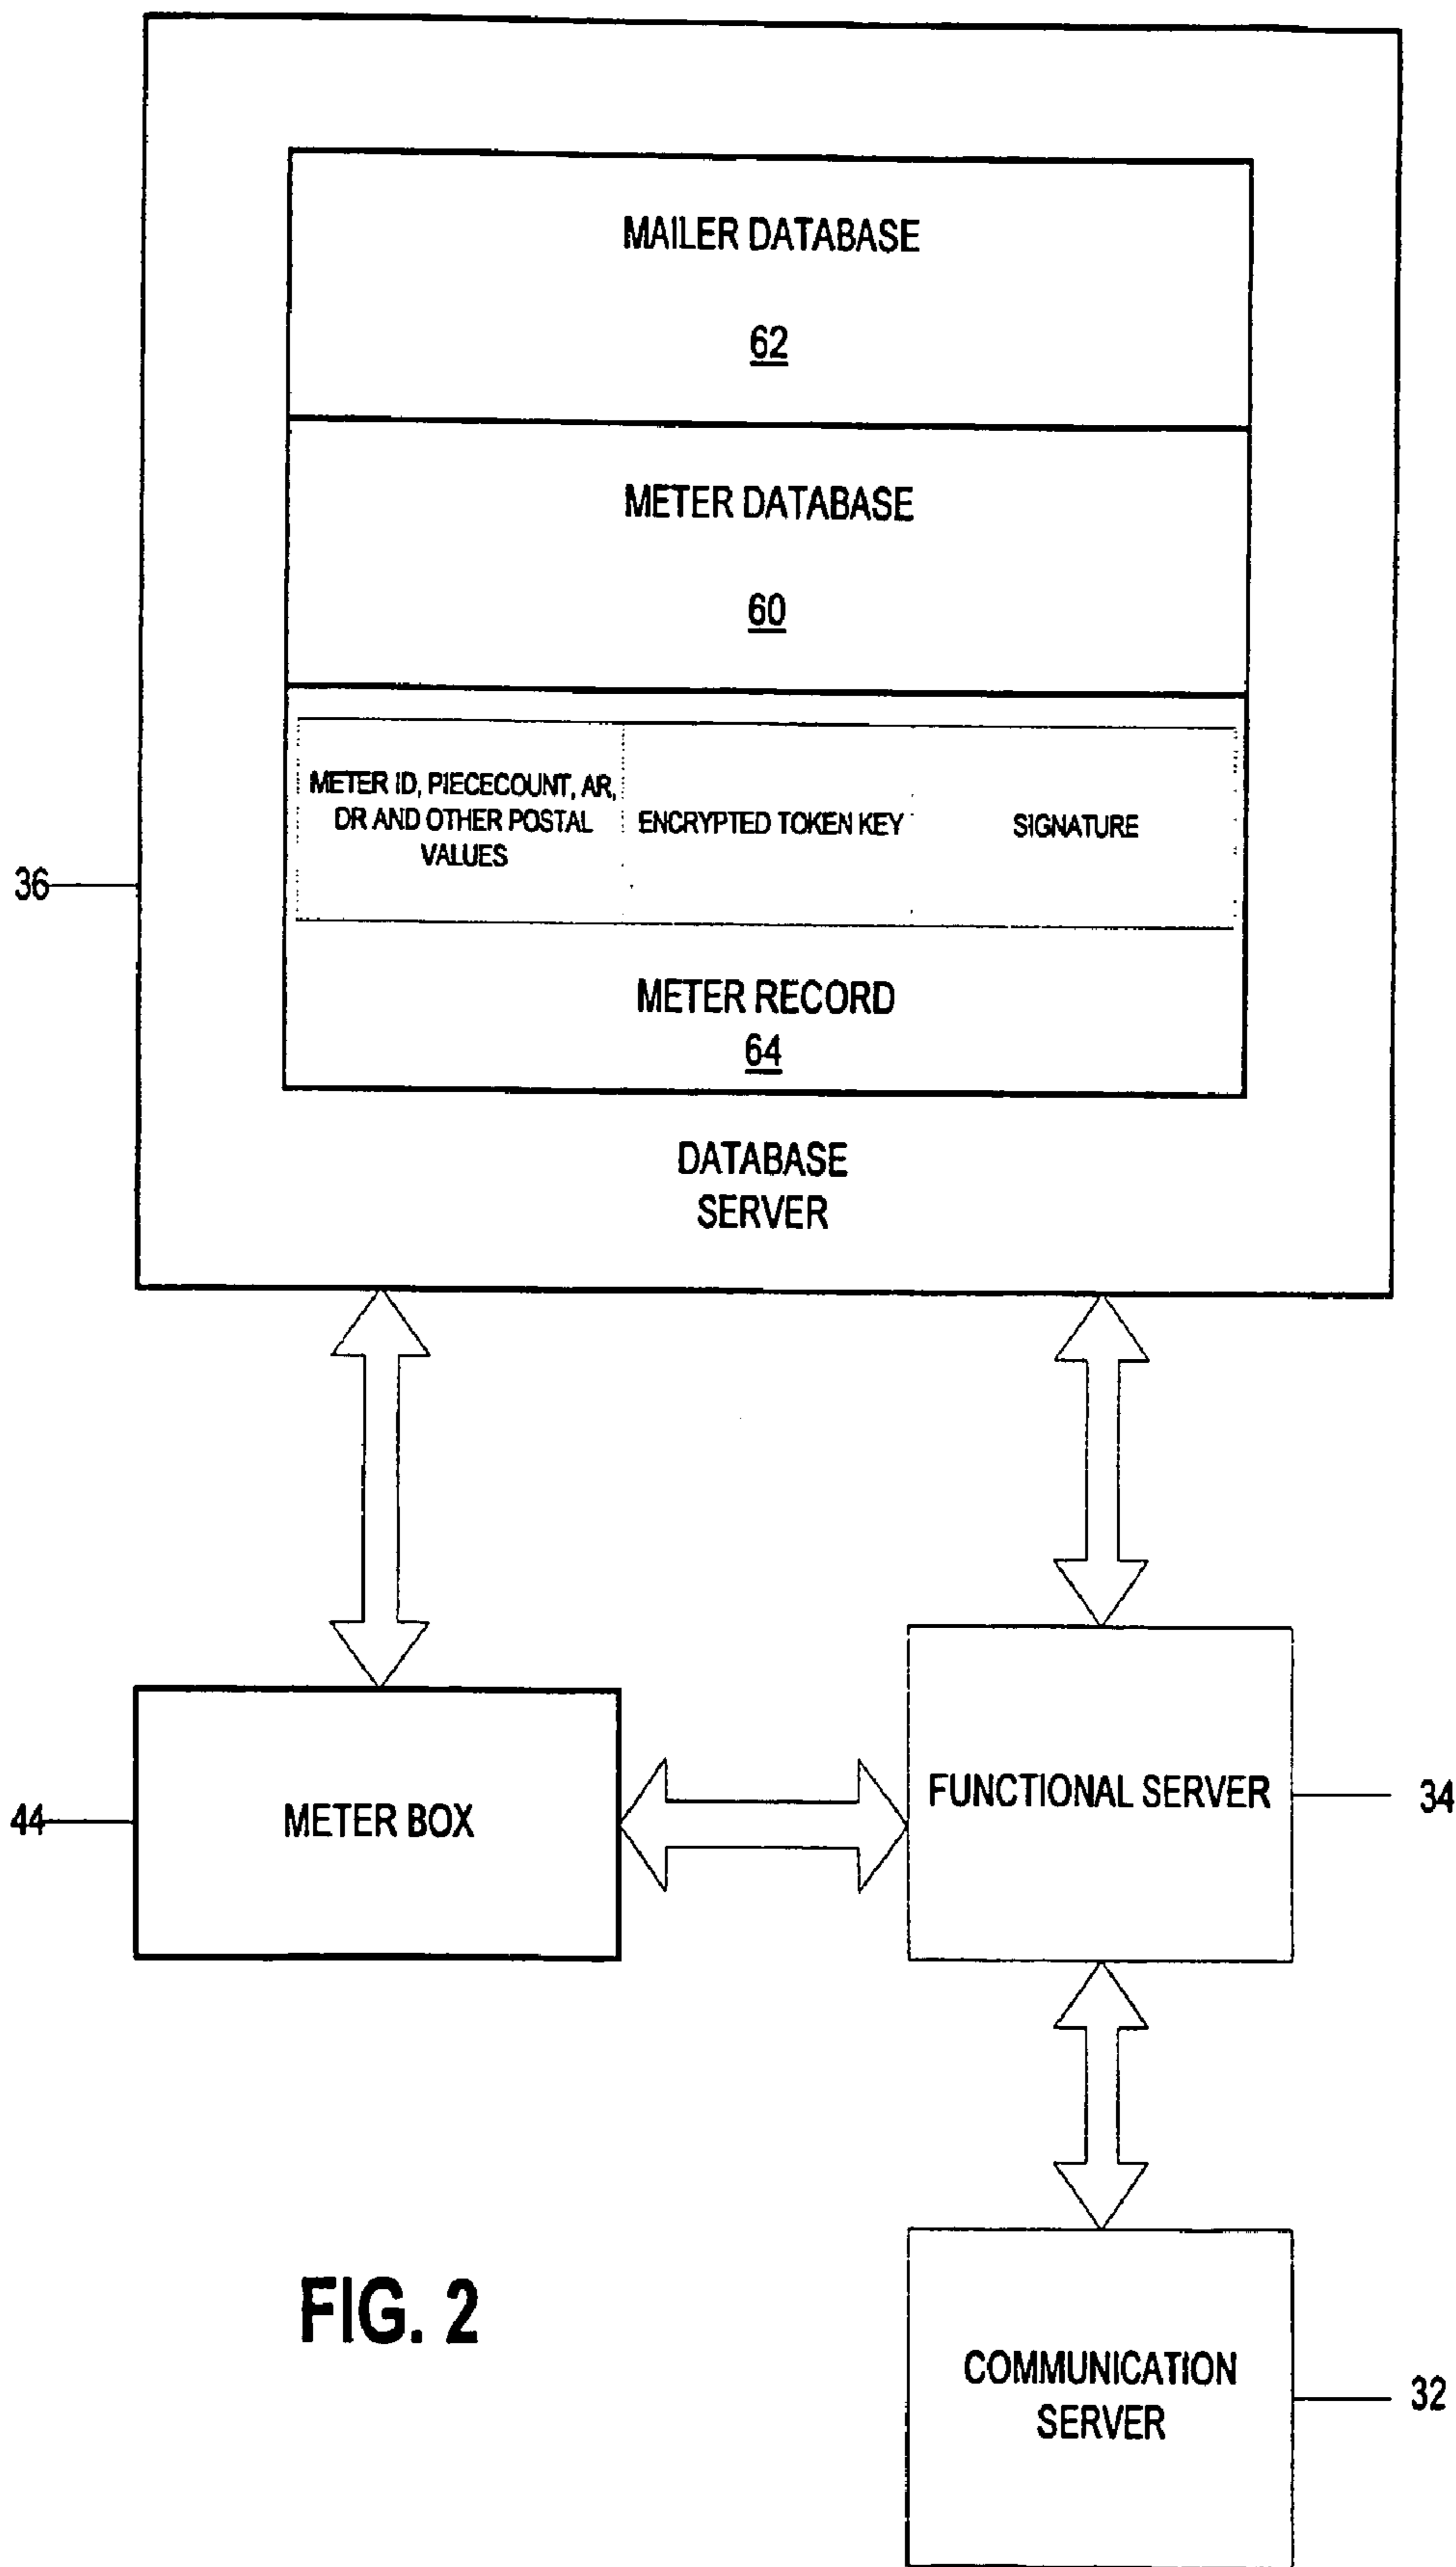 MAILER DATABASE
62
METER DATABASE
60
METER ID, PIECECOUNT, AR,
DR AND OTHER POSTAL
VALUES
ENCRYPTED TOKEN KEY
SIGNATURE
36
METER RECORD
64
DATABASE
SERVER
FUNCTIONAL SERVER
34
44
METER BOX
FIG. 2
COMMUNICATION
SERVER
32